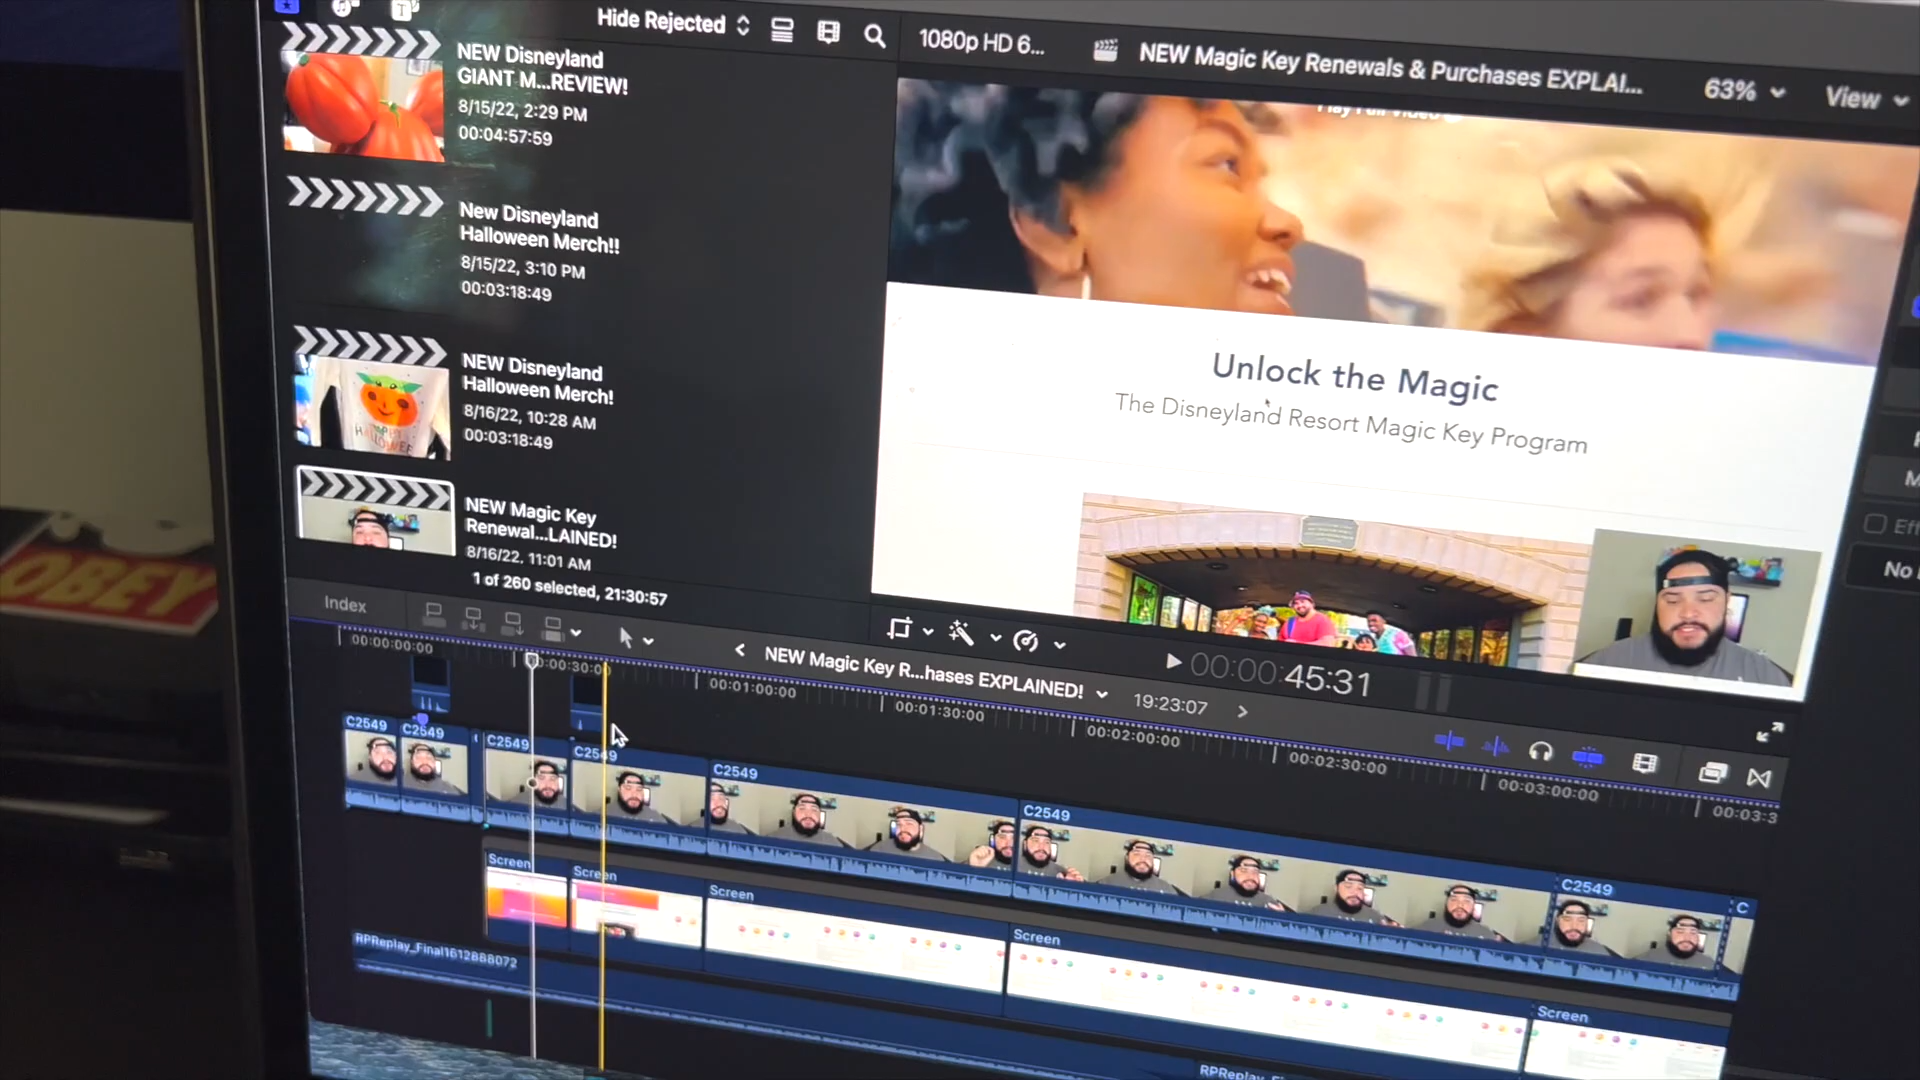 Hide Rejected
NEW Disneyland
GIANT M...REVIEW!
8/15/22, 2:29 PM
00:04:57:59
New Disneyland
Halloween Merch!!
8/15/22, 3:10 PM
00:03:18:49
NEW Disneyland
Halloween Merch!
8/16/22, 10:28 AM
00:03:18:49
NEW Magic Key
Renewal...LAINED!
8/16/22, 11:01 AM
1 of 260 selected, 21:30:57
1080p HD 6...
NEW Magic Key Renewals & Purchases EXPLAI...
63%
View
Play Full Video
Unlock the Magic
The Disneyland Resort Magic Key Program
Eff
No
OBEY
Index
NEW Magic Key R...hases EXPLAINED!
19:23:07
00:00:45:31
00:00:00:00
00:00:30:00
00:01:00:00
00:01:30:00
00:02:00:00
00:02:30:00
00:03:00:00
00:03:3
C2549
C2549
C2549
C2549
C2549
C2549
C2549
C
Screen
Screen
Screen
Screen
Screen
RPReplay_Final1612888072
RPReplay_Fi